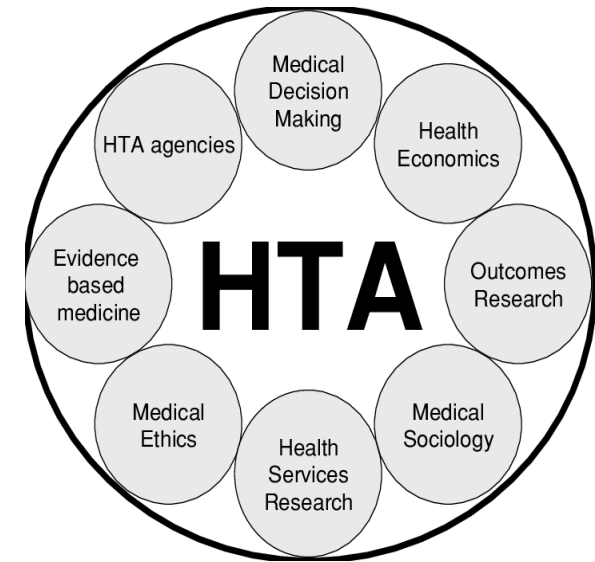 Medical
Decision
Making
Health
Economics
Outcomes
Research
Medical
Sociology
Health
Services
Research
Medical
Ethics
Evidence
based
medicine
HTA agencies
HTA